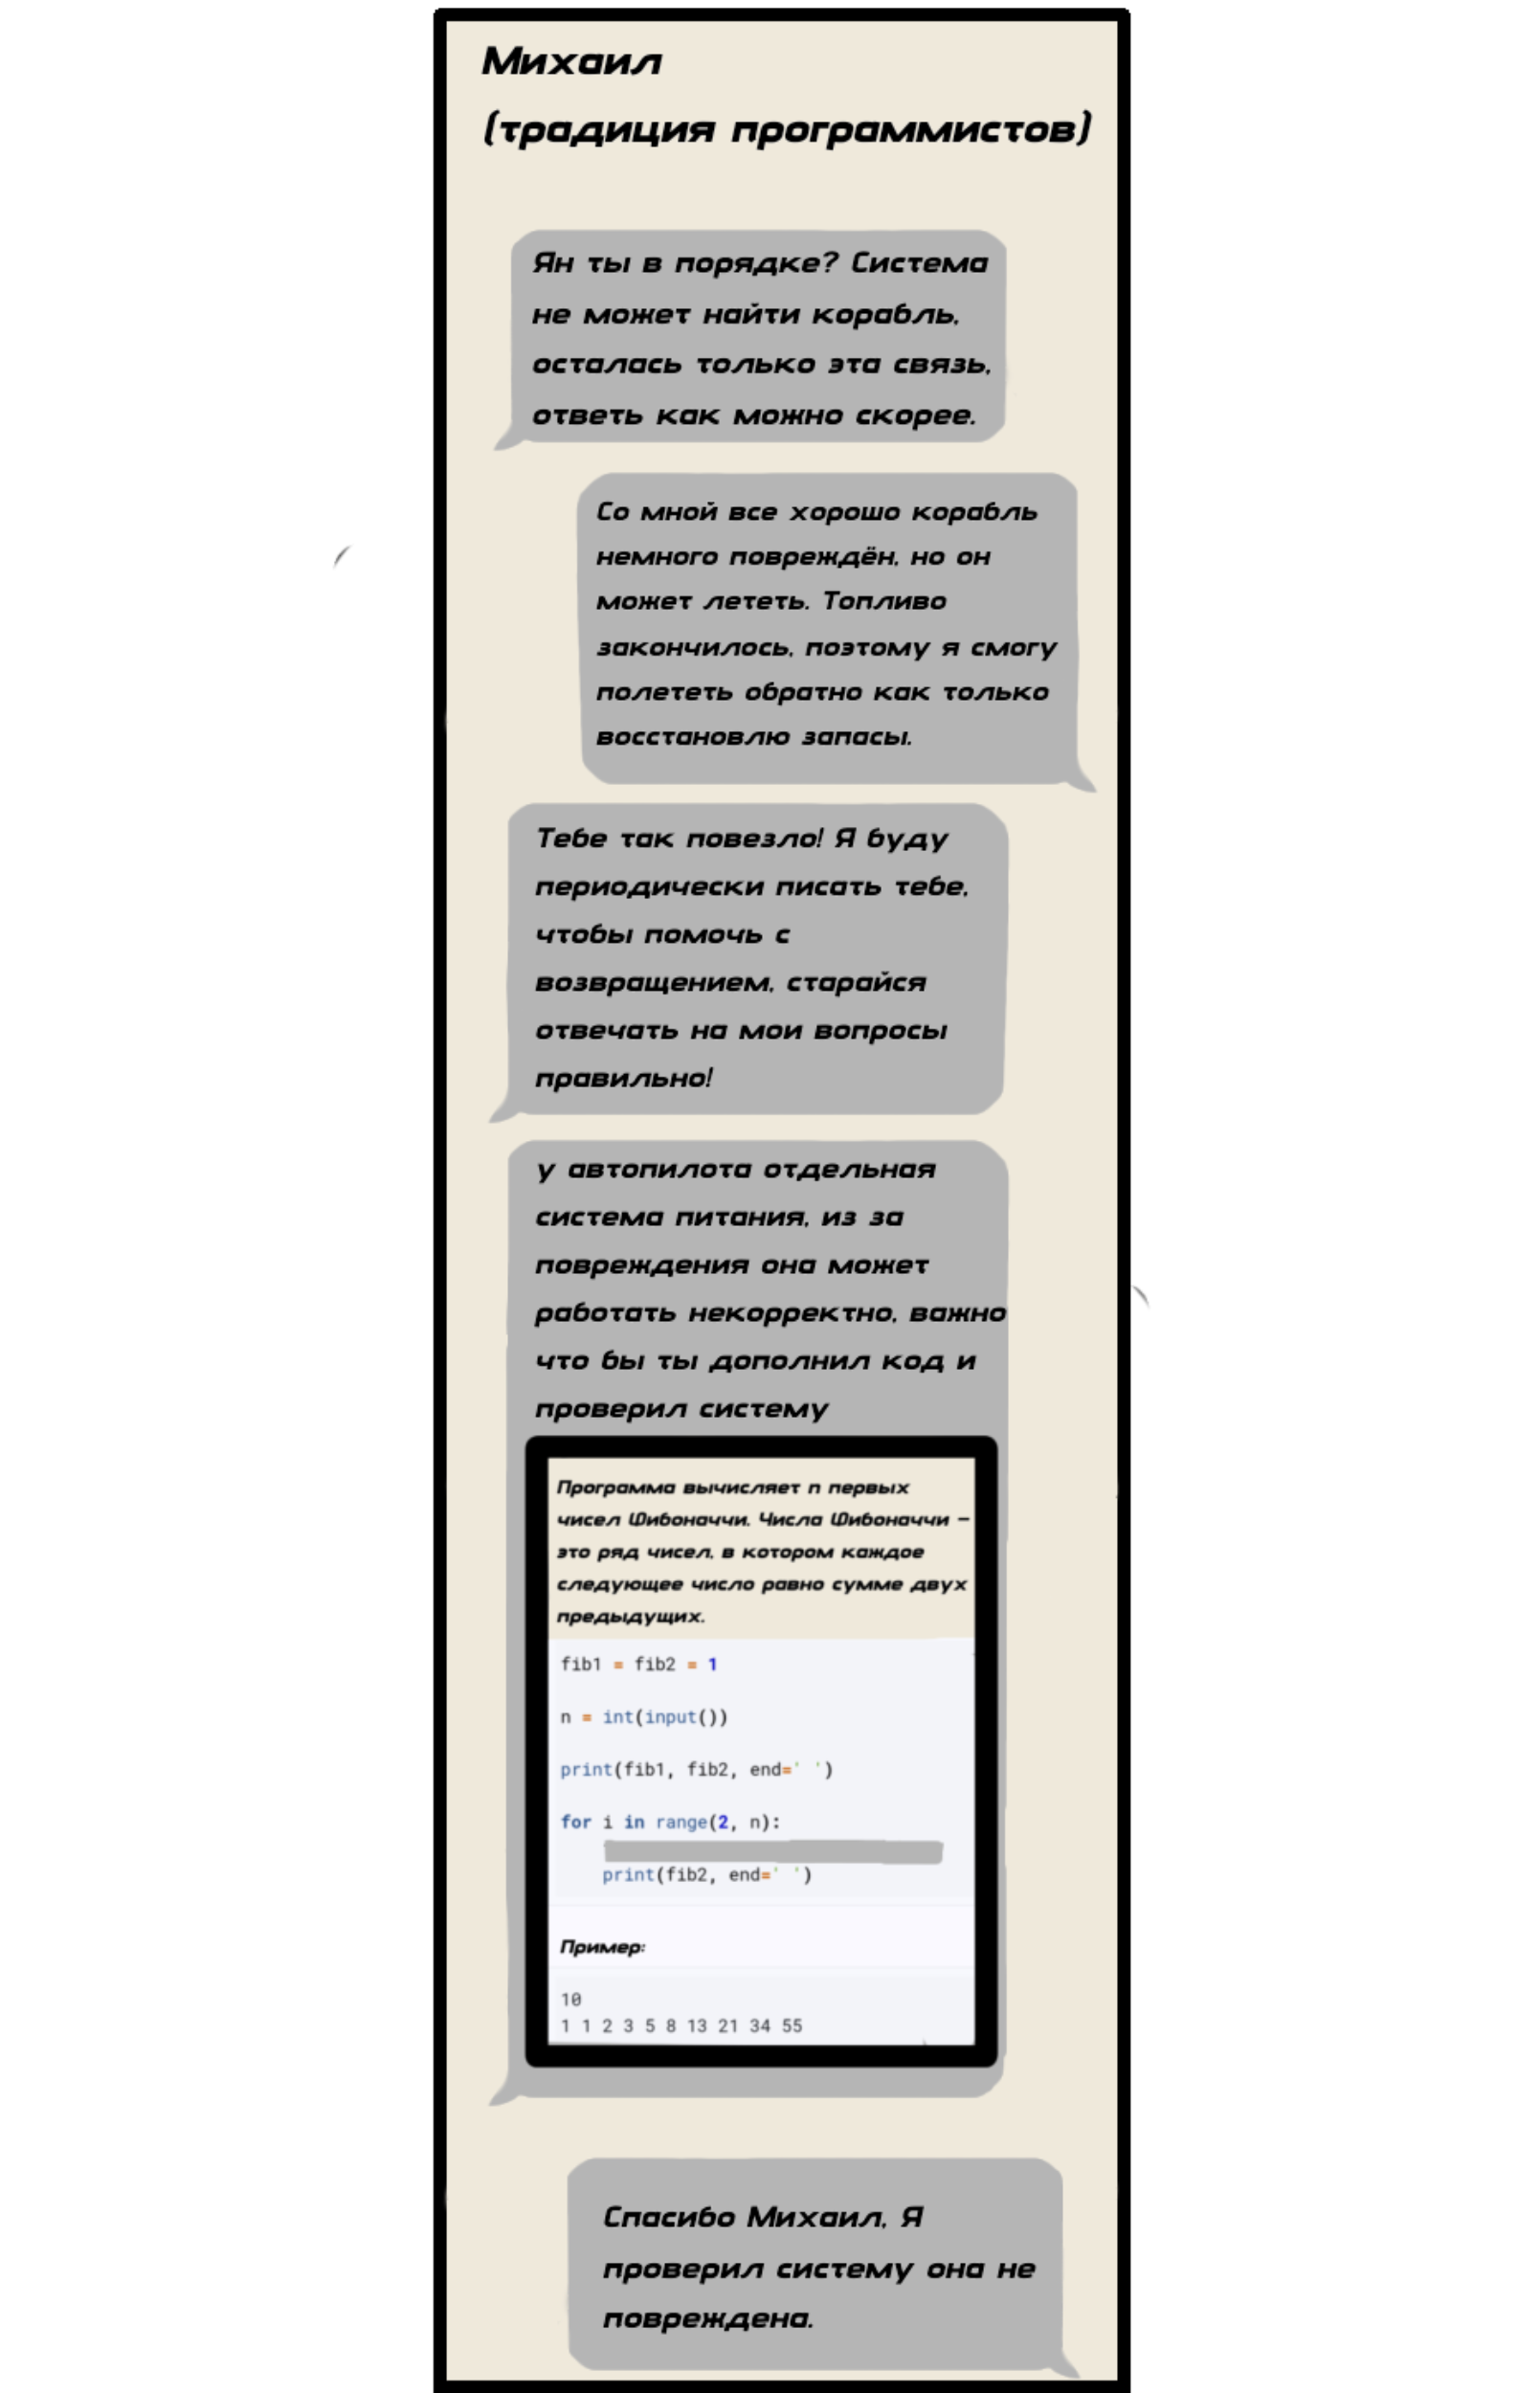 Михаил
(традиция программистов)
Ян ты в порядке? Система
не может найти корабль,
осталась только эта связь,
ответь как можно скорее.
Со мной все хорошо корабль
немного повреждён, но он
может лететь. Топливо
закончилось, поэтому я смогу
полететь обратно как только
восстановлю запасы.
Тебе так повезло! Я буду
периодически писать тебе,
чтобы помочь с
возвращением, старайся
отвечать на мои вопросы
правильно!
у автопилота отдельная
система питания, из за
повреждения она может
работать некорректно, важно
что бы ты дополнил код и
проверил систему
Программа вычисляет n первых
чисел Фибоначчи. Числа Фибоначчи –
это ряд чисел, в котором каждое
следующее число равно сумме двух
предыдущих.
fib1 = fib2 = 1
n = int(input())
print(fib1, fib2, end=' ')
for i in range(2, n):
print(fib2, end=' ')
Пример:
10
1 1 2 3 5 8 13 21 34 55
Спасибо Михаил, Я
проверил систему она не
повреждена.